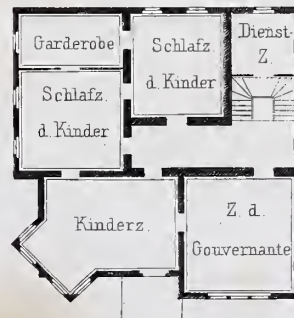 Garderobe
Schlafz.
d. Kinder
Dienst-
Z.
Schlafz.
d. Kinder
Kinderz.
Z. d.
Gouvernante